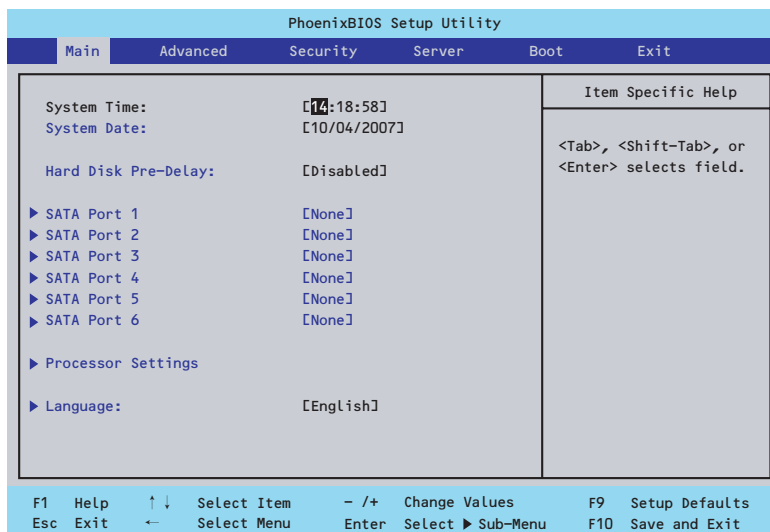 PhoenixBIOS Setup Utility
Main Advanced Security Server Boot Exit
System Time: [14:18:58]
System Date: [10/04/2007]
Hard Disk Pre-Delay: [Disabled]
▶ SATA Port 1 [None]
▶ SATA Port 2 [None]
▶ SATA Port 3 [None]
▶ SATA Port 4 [None]
▶ SATA Port 5 [None]
▶ SATA Port 6 [None]
▶ Processor Settings
▶ Language: [English]
Item Specific Help
<Tab>, <Shift-Tab>, or
<Enter> selects field.
F1 Help ↑↓ Select Item - /+ Change Values F9 Setup Defaults
Esc Exit ← Select Menu Enter Select ▶ Sub-Menu F10 Save and Exit